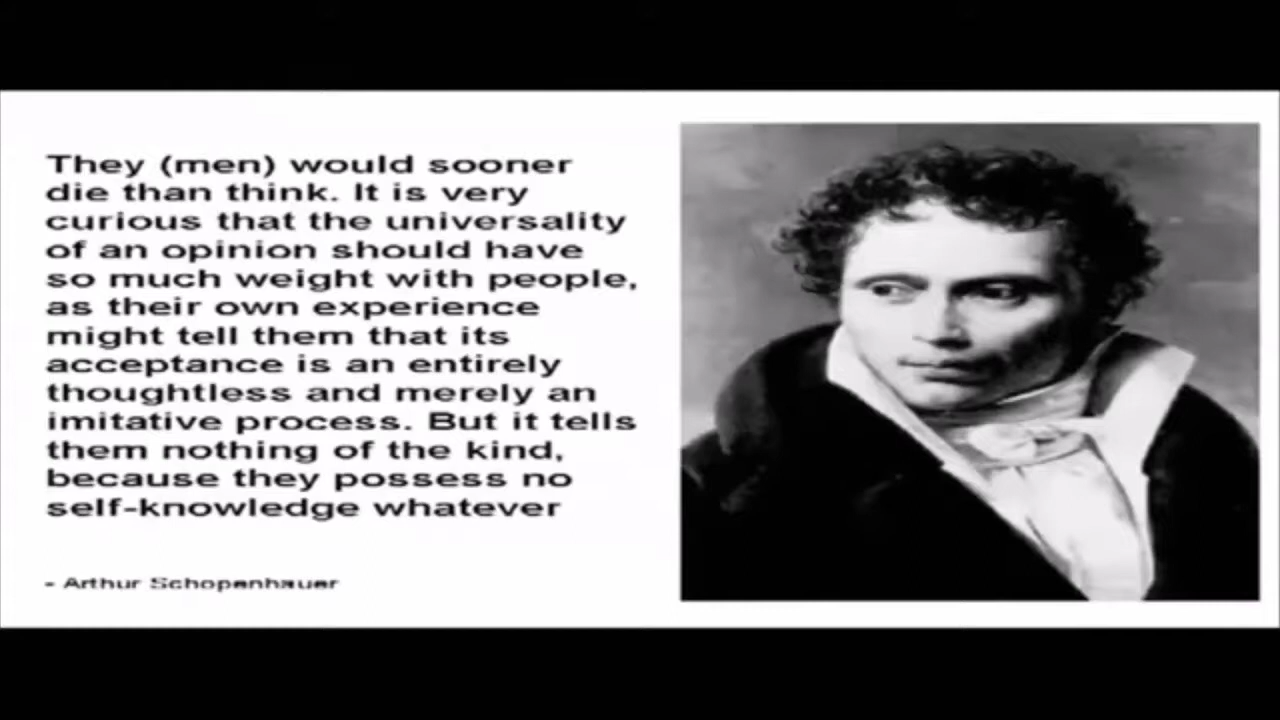 They (men) would sooner
die than think. It is very
curious that the universality
of an opinion should have
so much weight with people,
as their own experience
might tell them that its
acceptance is an entirely
thoughtless and merely an
imitative process. But it tells
them nothing of the kind,
because they possess no
self-knowledge whatever
- Arthur Schopenhauer